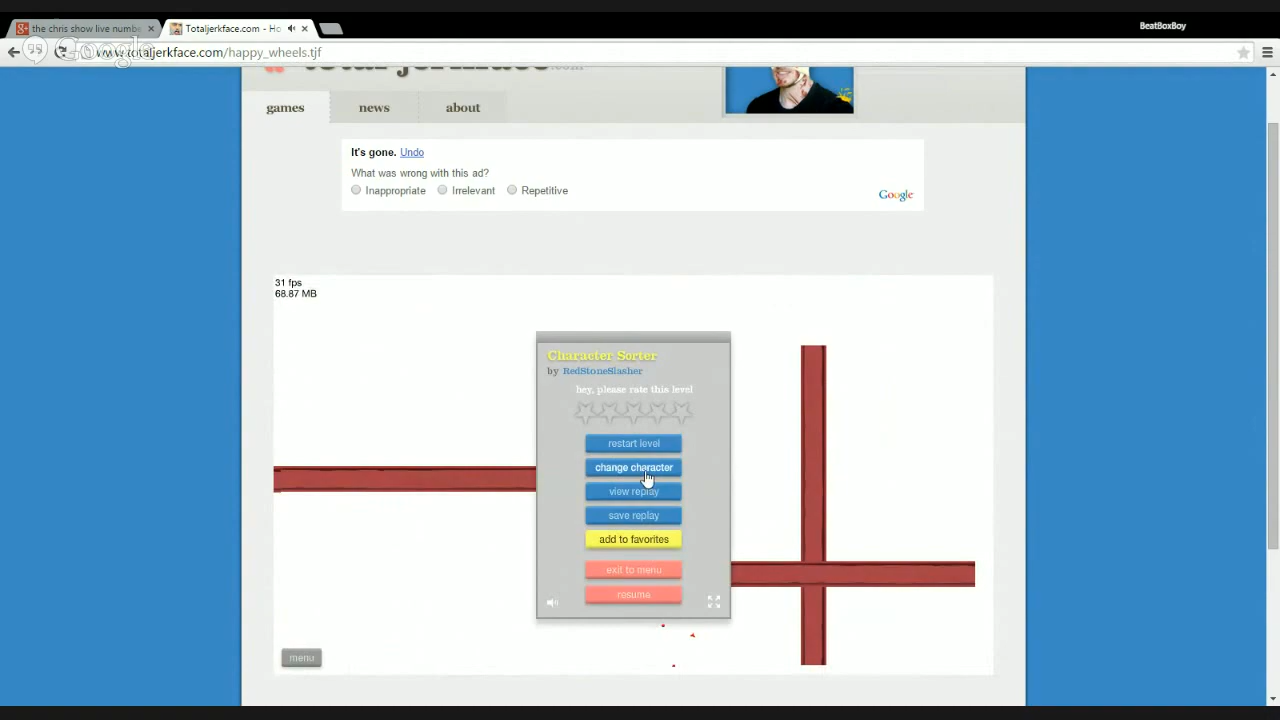 the chris show live numb
Totaljerkface.com - Ho
BeatBoxBoy
Google
www.totaljerkface.com/happy_wheels.tjf
.com
games
news
about
It's gone. Undo
What was wrong with this ad?
Inappropriate
Irrelevant
Repetitive
Google
31 fps
68.87 MB
Character Sorter
by RedStoneSlasher
hey, please rate this level
restart level
change character
view replay
save replay
add to favorites
exit to menu
resume
menu